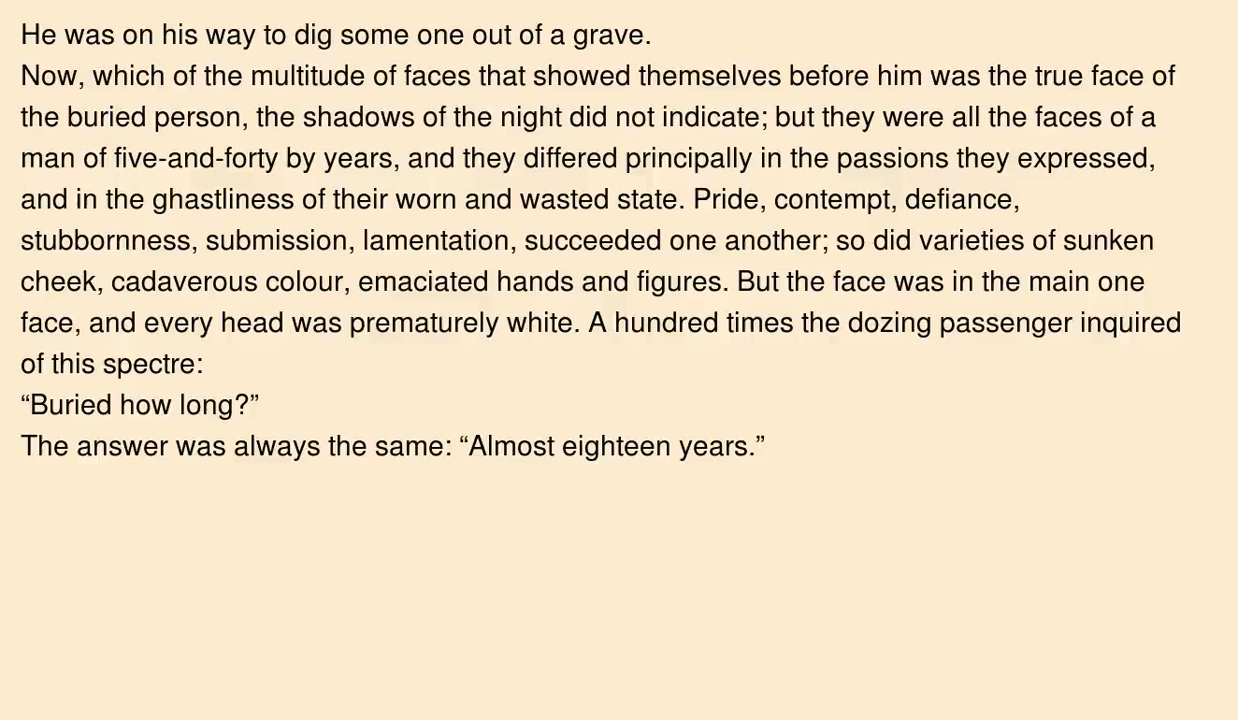 He was on his way to dig some one out of a grave.
Now, which of the multitude of faces that showed themselves before him was the true face of
the buried person, the shadows of the night did not indicate; but they were all the faces of a
man of five-and-forty by years, and they differed principally in the passions they expressed,
and in the ghastliness of their worn and wasted state. Pride, contempt, defiance,
stubbornness, submission, lamentation, succeeded one another; so did varieties of sunken
cheek, cadaverous colour, emaciated hands and figures. But the face was in the main one
face, and every head was prematurely white. A hundred times the dozing passenger inquired
of this spectre:
“Buried how long?”
The answer was always the same: “Almost eighteen years.”